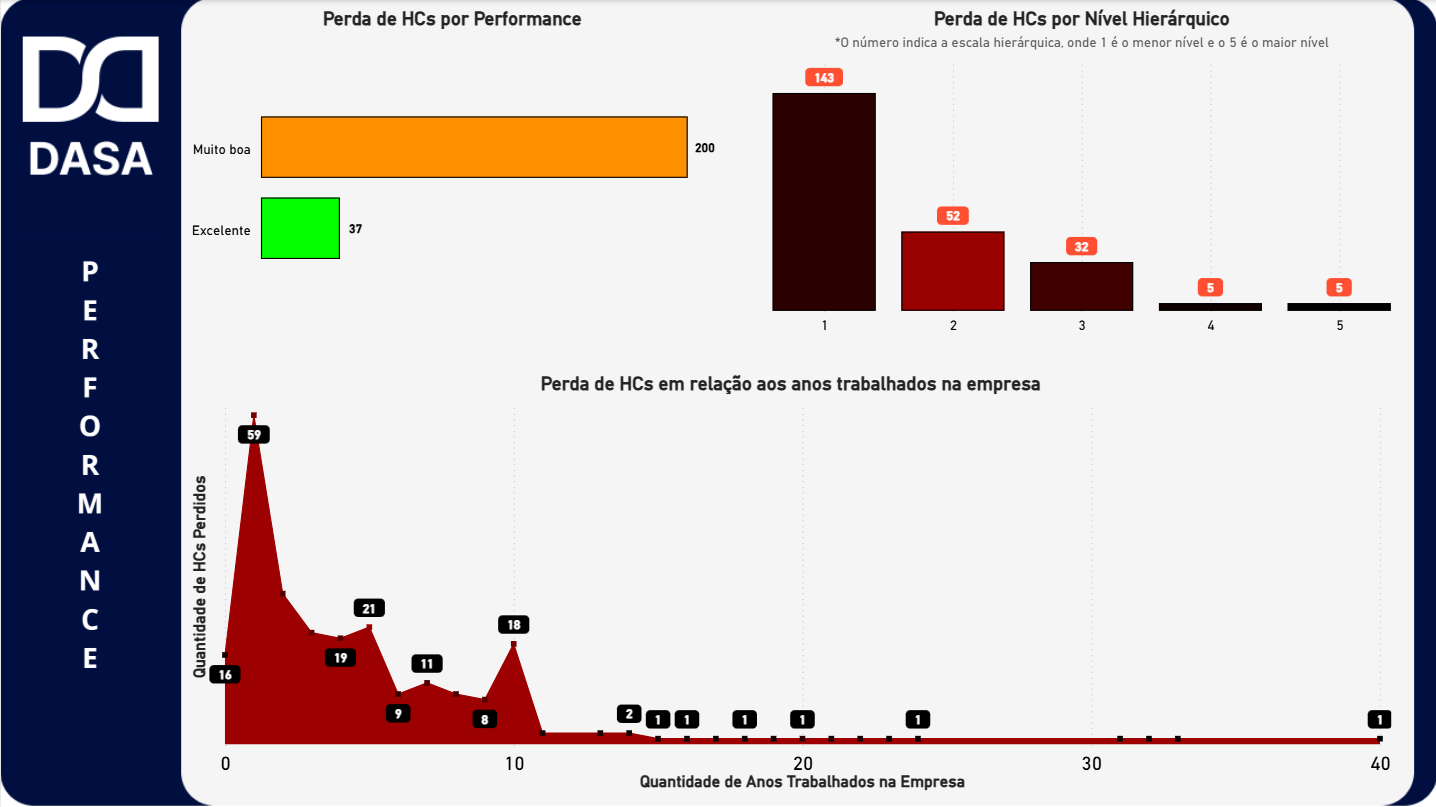 DASA
P
E
R
F
O
R
M
A
N
C
E
Perda de HCs por Performance
Muito boa
200
Excelente
37
Perda de HCs por Nível Hierárquico
*O número indica a escala hierárquica, onde 1 é o menor nível e o 5 é o maior nível
143
52
32
5
5
1
2
3
4
5
Perda de HCs em relação aos anos trabalhados na empresa
Quantidade de HCs Perdidos
16
59
19
21
9
11
8
18
2
1
1
1
1
1
1
0
10
20
30
40
Quantidade de Anos Trabalhados na Empresa